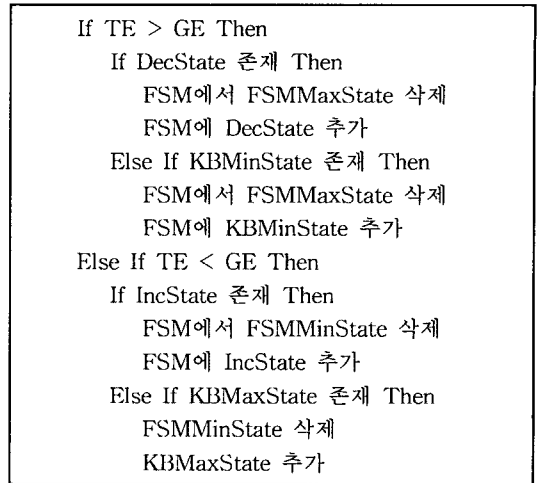 If TE > GE Then
If DecState 존재 Then
FSM에서 FSMMaxState 삭제
FSM에 DecState 추가
Else If KBMinState 존재 Then
FSM에서 FSMMaxState 삭제
FSM에 KBMinState 추가
Else If TE < GE Then
If IncState 존재 Then
FSM에서 FSMMinState 삭제
FSM에 IncState 추가
Else If KBMaxState 존재 Then
FSMMinState 삭제
KBMaxState 추가